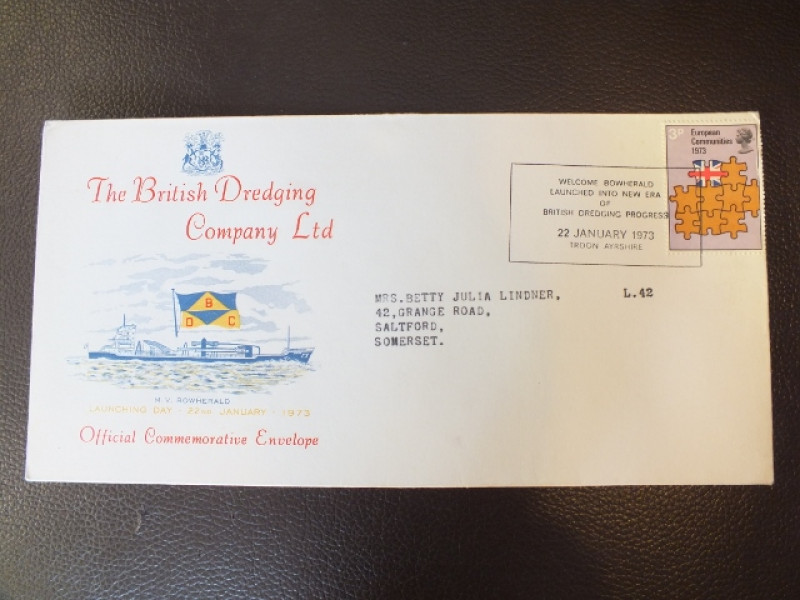 The British Dredging
Company Ltd
B
D C
M.V. BOWHERALD
LAUNCHING DAY - 22ND JANUARY - 1973
Official Commemorative Envelope
MRS.BETTY JULIA LINDNER, L.42
42,GRANGE ROAD,
SALTFORD,
SOMERSET.
WELCOME BOWHERALD
LAUNCHED INTO NEW ERA
OF
BRITISH DREDGING PROGRESS
22 JANUARY 1973
TROON AYRSHIRE
3P European
Communities
1973